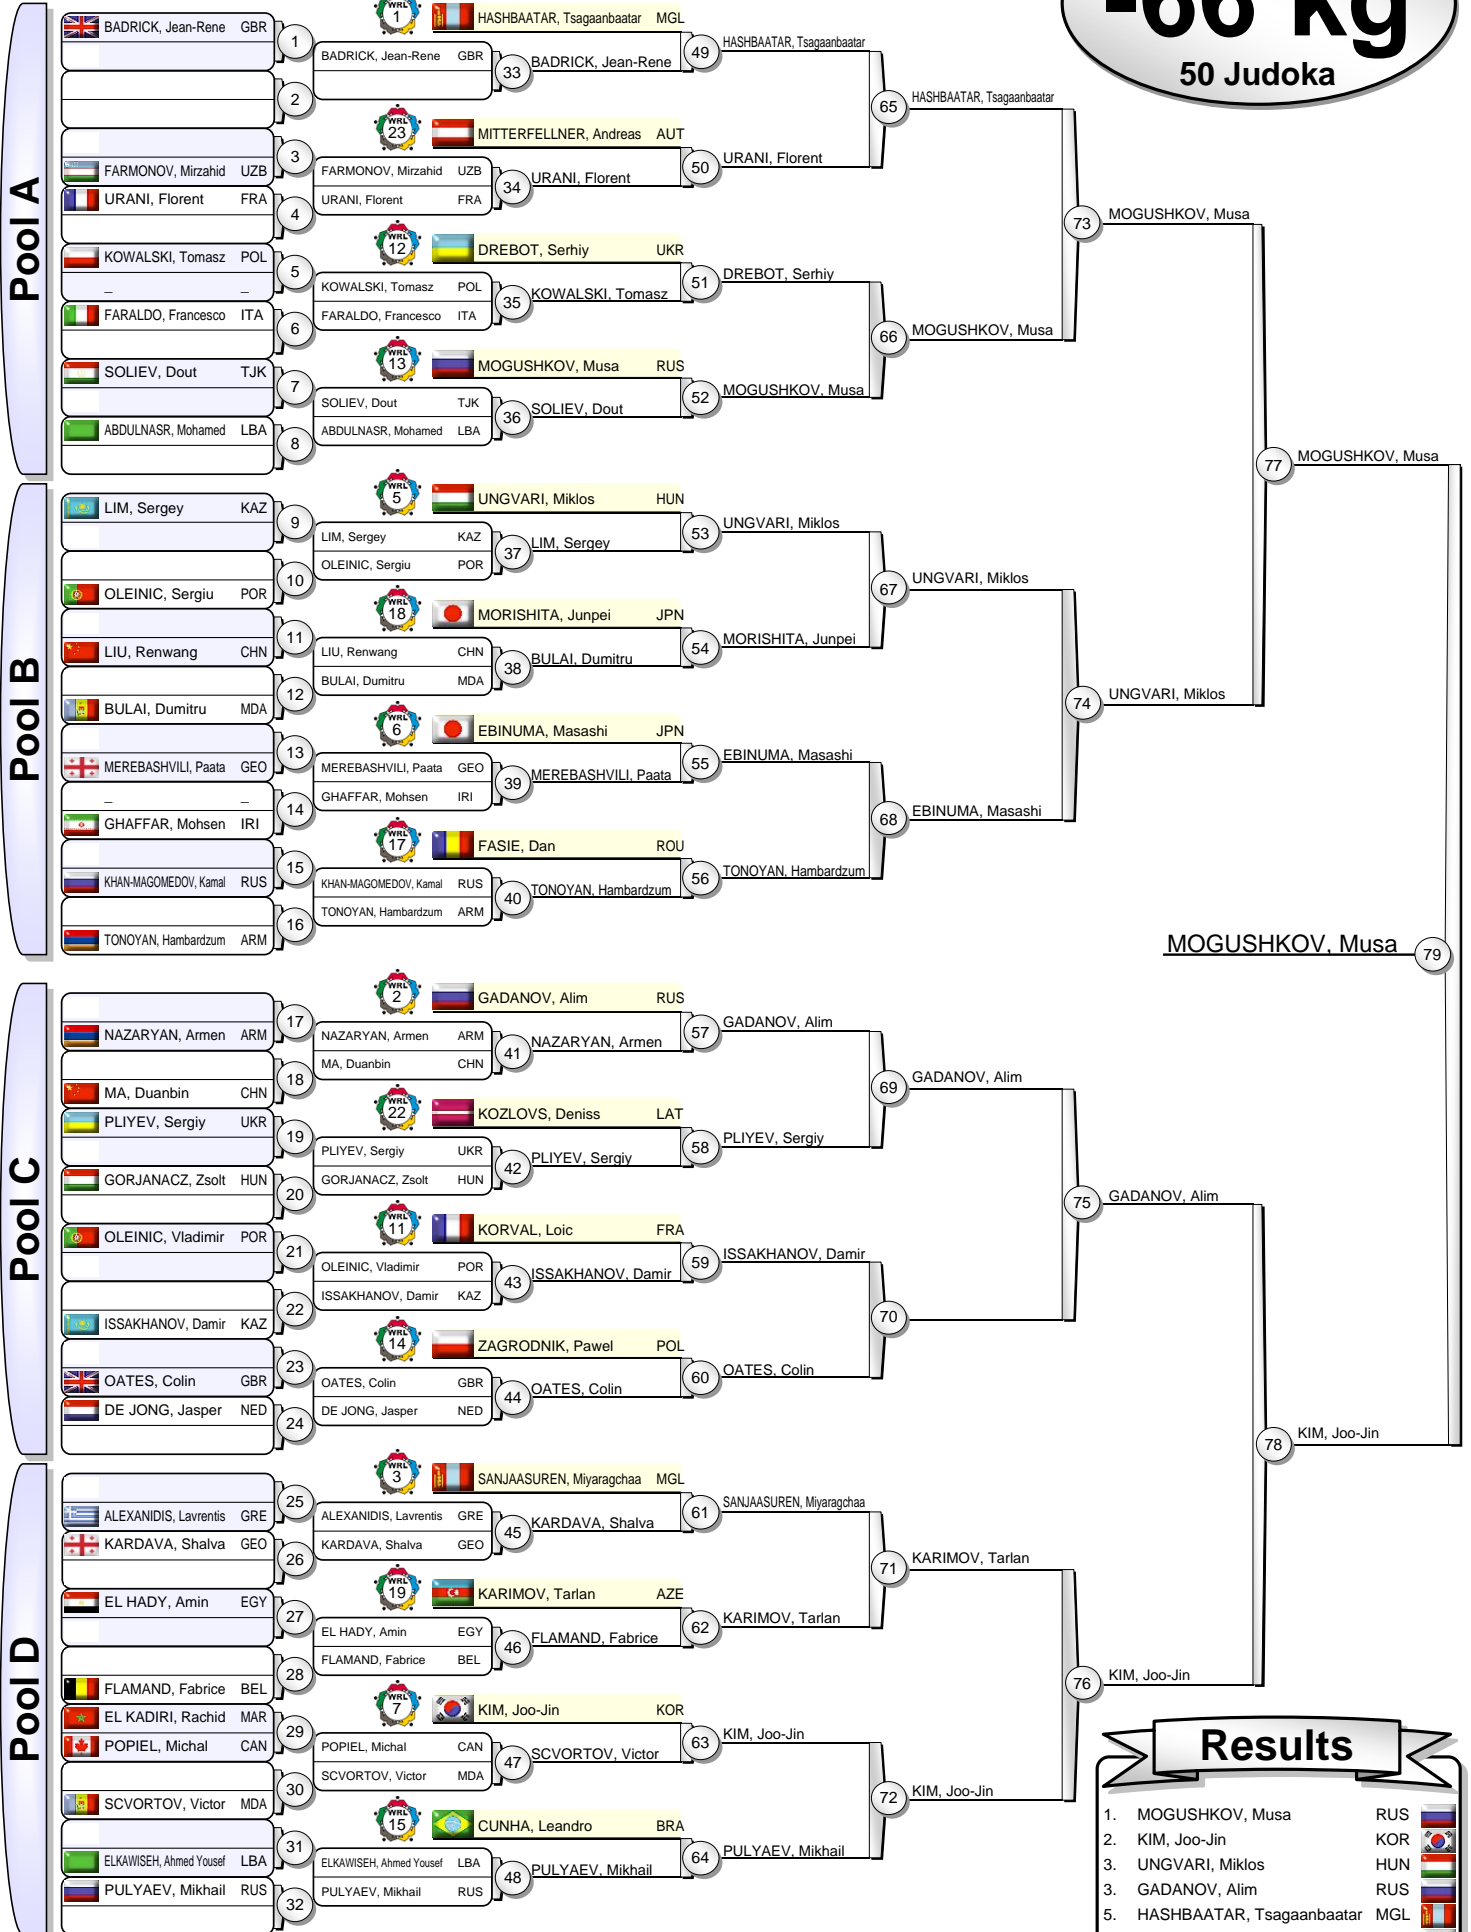 -66 kg
50 Judoka
Pool A
BADRICK, Jean-Rene GBR
1
2
3
FARMONOV, Mirzahid UZB
URANI, Florent FRA
4
KOWALSKI, Tomasz POL
5
_ _
FARALDO, Francesco ITA
6
SOLIEV, Dout TJK
7
ABDULNASR, Mohamed LBA
8
BADRICK, Jean-Rene GBR
33
FARMONOV, Mirzahid UZB
URANI, Florent FRA
34
KOWALSKI, Tomasz POL
FARALDO, Francesco ITA
35
SOLIEV, Dout TJK
ABDULNASR, Mohamed LBA
36
WRL 1
HASHBAATAR, Tsagaanbaatar MGL
BADRICK, Jean-Rene
49
WRL 23
MITTERFELLNER, Andreas AUT
URANI, Florent
50
WRL 12
DREBOT, Serhiy UKR
KOWALSKI, Tomasz
51
WRL 13
MOGUSHKOV, Musa RUS
SOLIEV, Dout
52
HASHBAATAR, Tsagaanbaatar
URANI, Florent
65
DREBOT, Serhiy
MOGUSHKOV, Musa
66
HASHBAATAR, Tsagaanbaatar
MOGUSHKOV, Musa
73
MOGUSHKOV, Musa
Pool B
LIM, Sergey KAZ
9
10
OLEINIC, Sergiu POR
11
LIU, Renwang CHN
12
BULAI, Dumitru MDA
13
MEREBASHVILI, Paata GEO
_ _
14
GHAFFAR, Mohsen IRI
15
KHAN-MAGOMEDOV, Kamal RUS
16
TONOYAN, Hambardzum ARM
LIM, Sergey KAZ
OLEINIC, Sergiu POR
37
LIU, Renwang CHN
BULAI, Dumitru MDA
38
MEREBASHVILI, Paata GEO
GHAFFAR, Mohsen IRI
39
KHAN-MAGOMEDOV, Kamal RUS
TONOYAN, Hambardzum ARM
40
WRL 5
UNGVARI, Miklos HUN
LIM, Sergey
53
WRL 18
MORISHITA, Junpei JPN
BULAI, Dumitru
54
WRL 6
EBINUMA, Masashi JPN
MEREBASHVILI, Paata
55
WRL 17
FASIE, Dan ROU
TONOYAN, Hambardzum
56
UNGVARI, Miklos
MORISHITA, Junpei
67
EBINUMA, Masashi
TONOYAN, Hambardzum
68
UNGVARI, Miklos
EBINUMA, Masashi
74
UNGVARI, Miklos
77
MOGUSHKOV, Musa
MOGUSHKOV, Musa
79
Pool C
17
NAZARYAN, Armen ARM
18
MA, Duanbin CHN
PLIYEV, Sergiy UKR
19
GORJANACZ, Zsolt HUN
20
OLEINIC, Vladimir POR
21
22
ISSAKHANOV, Damir KAZ
23
OATES, Colin GBR
DE JONG, Jasper NED
24
NAZARYAN, Armen ARM
MA, Duanbin CHN
41
PLIYEV, Sergiy UKR
GORJANACZ, Zsolt HUN
42
OLEINIC, Vladimir POR
ISSAKHANOV, Damir KAZ
43
OATES, Colin GBR
DE JONG, Jasper NED
44
WRL 2
GADANOV, Alim RUS
NAZARYAN, Armen
57
WRL 22
KOZLOVS, Deniss LAT
PLIYEV, Sergiy
58
WRL 11
KORVAL, Loic FRA
ISSAKHANOV, Damir
59
WRL 14
ZAGRODNIK, Pawel POL
OATES, Colin
60
GADANOV, Alim
PLIYEV, Sergiy
69
ISSAKHANOV, Damir
OATES, Colin
70
GADANOV, Alim
75
GADANOV, Alim
Pool D
25
ALEXANIDIS, Lavrentis GRE
KARDAVA, Shalva GEO
26
EL HADY, Amin EGY
27
28
FLAMAND, Fabrice BEL
EL KADIRI, Rachid MAR
29
POPIEL, Michal CAN
30
SCVORTOV, Victor MDA
31
ELKAWISEH, Ahmed Yousef LBA
PULYAEV, Mikhail RUS
32
ALEXANIDIS, Lavrentis GRE
KARDAVA, Shalva GEO
45
EL HADY, Amin EGY
FLAMAND, Fabrice BEL
46
POPIEL, Michal CAN
SCVORTOV, Victor MDA
47
ELKAWISEH, Ahmed Yousef LBA
PULYAEV, Mikhail RUS
48
WRL 3
SANJAASUREN, Miyaragchaa MGL
KARDAVA, Shalva
61
WRL 19
KARIMOV, Tarlan AZE
FLAMAND, Fabrice
62
WRL 7
KIM, Joo-Jin KOR
SCVORTOV, Victor
63
WRL 15
CUNHA, Leandro BRA
PULYAEV, Mikhail
64
SANJAASUREN, Miyaragchaa
KARIMOV, Tarlan
71
KIM, Joo-Jin
PULYAEV, Mikhail
72
KARIMOV, Tarlan
KIM, Joo-Jin
76
KIM, Joo-Jin
78
KIM, Joo-Jin
Results
1. MOGUSHKOV, Musa RUS
2. KIM, Joo-Jin KOR
3. UNGVARI, Miklos HUN
3. GADANOV, Alim RUS
5. HASHBAATAR, Tsagaanbaatar MGL